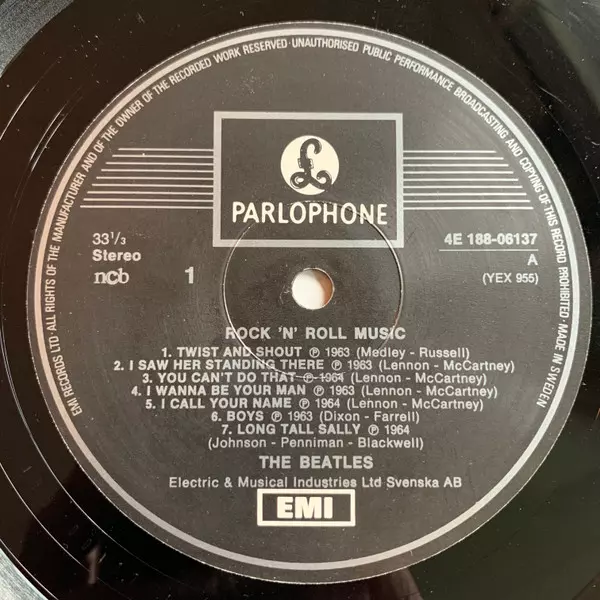 EMI RECORDS LTD · ALL RIGHTS OF THE MANUFACTURER AND OF THE OWNER OF THE RECORDED WORK RESERVED · UNAUTHORISED PUBLIC PERFORMANCE BROADCASTING AND COPYING OF THIS RECORD PROHIBITED · MADE IN SWEDEN
£
PARLOPHONE
33 1/3
Stereo
ncb
1
4E 188-06137
A
(YEX 955)
ROCK 'N' ROLL MUSIC
1. TWIST AND SHOUT ℗ 1963 (Medley - Russell)
2. I SAW HER STANDING THERE ℗ 1963 (Lennon - McCartney)
3. YOU CAN'T DO THAT ℗ 1964 (Lennon - McCartney)
4. I WANNA BE YOUR MAN ℗ 1963 (Lennon - McCartney)
5. I CALL YOUR NAME ℗ 1964 (Lennon - McCartney)
6. BOYS ℗ 1963 (Dixon - Farrell)
7. LONG TALL SALLY ℗ 1964
(Johnson - Penniman - Blackwell)
THE BEATLES
Electric & Musical Industries Ltd Svenska AB
EMI